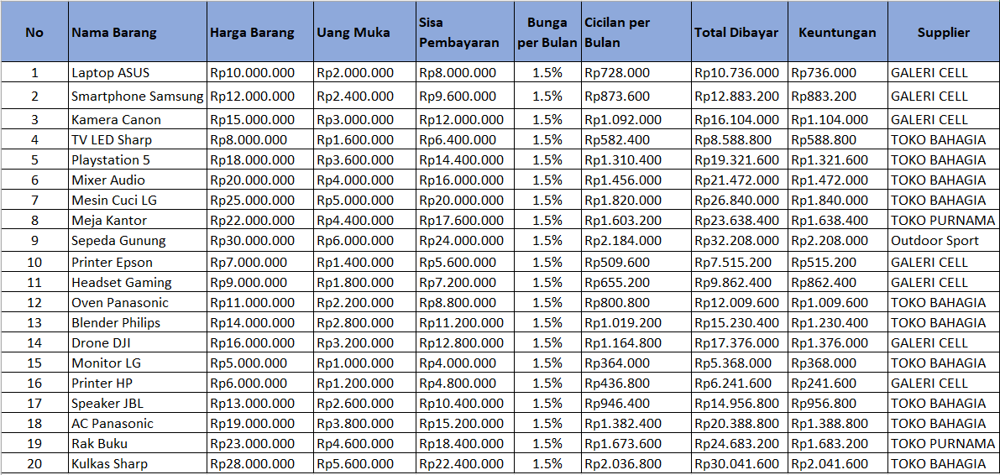 No Nama Barang Harga Barang Uang Muka Sisa Pembayaran Bunga per Bulan Cicilan per Bulan Total Dibayar Keuntungan Supplier
1 Laptop ASUS Rp10.000.000 Rp2.000.000 Rp8.000.000 1.5% Rp728.000 Rp10.736.000 Rp736.000 GALERI CELL
2 Smartphone Samsung Rp12.000.000 Rp2.400.000 Rp9.600.000 1.5% Rp873.600 Rp12.883.200 Rp883.200 GALERI CELL
3 Kamera Canon Rp15.000.000 Rp3.000.000 Rp12.000.000 1.5% Rp1.092.000 Rp16.104.000 Rp1.104.000 GALERI CELL
4 TV LED Sharp Rp8.000.000 Rp1.600.000 Rp6.400.000 1.5% Rp582.400 Rp8.588.800 Rp588.800 TOKO BAHAGIA
5 Playstation 5 Rp18.000.000 Rp3.600.000 Rp14.400.000 1.5% Rp1.310.400 Rp19.321.600 Rp1.321.600 TOKO BAHAGIA
6 Mixer Audio Rp20.000.000 Rp4.000.000 Rp16.000.000 1.5% Rp1.456.000 Rp21.472.000 Rp1.472.000 TOKO BAHAGIA
7 Mesin Cuci LG Rp25.000.000 Rp5.000.000 Rp20.000.000 1.5% Rp1.820.000 Rp26.840.000 Rp1.840.000 TOKO BAHAGIA
8 Meja Kantor Rp22.000.000 Rp4.400.000 Rp17.600.000 1.5% Rp1.603.200 Rp23.638.400 Rp1.638.400 TOKO PURNAMA
9 Sepeda Gunung Rp30.000.000 Rp6.000.000 Rp24.000.000 1.5% Rp2.184.000 Rp32.208.000 Rp2.208.000 Outdoor Sport
10 Printer Epson Rp7.000.000 Rp1.400.000 Rp5.600.000 1.5% Rp509.600 Rp7.515.200 Rp515.200 GALERI CELL
11 Headset Gaming Rp9.000.000 Rp1.800.000 Rp7.200.000 1.5% Rp655.200 Rp9.862.400 Rp862.400 GALERI CELL
12 Oven Panasonic Rp11.000.000 Rp2.200.000 Rp8.800.000 1.5% Rp800.800 Rp12.009.600 Rp1.009.600 TOKO BAHAGIA
13 Blender Philips Rp14.000.000 Rp2.800.000 Rp11.200.000 1.5% Rp1.019.200 Rp15.230.400 Rp1.230.400 TOKO BAHAGIA
14 Drone DJI Rp16.000.000 Rp3.200.000 Rp12.800.000 1.5% Rp1.164.800 Rp17.376.000 Rp1.376.000 GALERI CELL
15 Monitor LG Rp5.000.000 Rp1.000.000 Rp4.000.000 1.5% Rp364.000 Rp5.368.000 Rp368.000 TOKO BAHAGIA
16 Printer HP Rp6.000.000 Rp1.200.000 Rp4.800.000 1.5% Rp436.800 Rp6.241.600 Rp241.600 GALERI CELL
17 Speaker JBL Rp13.000.000 Rp2.600.000 Rp10.400.000 1.5% Rp946.400 Rp14.956.800 Rp956.800 TOKO BAHAGIA
18 AC Panasonic Rp19.000.000 Rp3.800.000 Rp15.200.000 1.5% Rp1.382.400 Rp20.388.800 Rp1.388.800 TOKO BAHAGIA
19 Rak Buku Rp23.000.000 Rp4.600.000 Rp18.400.000 1.5% Rp1.673.600 Rp24.683.200 Rp1.683.200 TOKO PURNAMA
20 Kulkas Sharp Rp28.000.000 Rp5.600.000 Rp22.400.000 1.5% Rp2.036.800 Rp30.041.600 Rp2.041.600 TOKO BAHAGIA